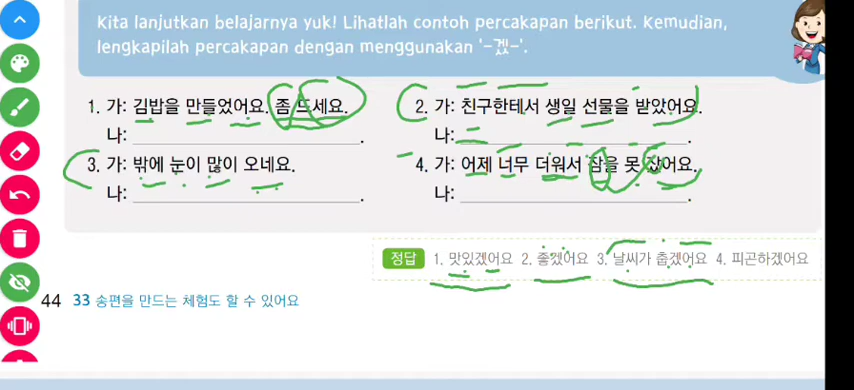 Kita lanjutkan belajarnya yuk! Lihatlah contoh percakapan berikut. Kemudian,
lengkapilah percakapan dengan menggunakan '-겠-'.
1. 가: 김밥을 만들었어요. 좀 드세요.
나: .
2. 가: 친구한테서 생일 선물을 받았어요.
나: .
3. 가: 밖에 눈이 많이 오네요.
나: .
4. 가: 어제 너무 더워서 잠을 못 잤어요.
나: .
정답 1. 맛있겠어요 2. 좋겠어요 3. 날씨가 춥겠어요 4. 피곤하겠어요
44 33 송편을 만드는 체험도 할 수 있어요